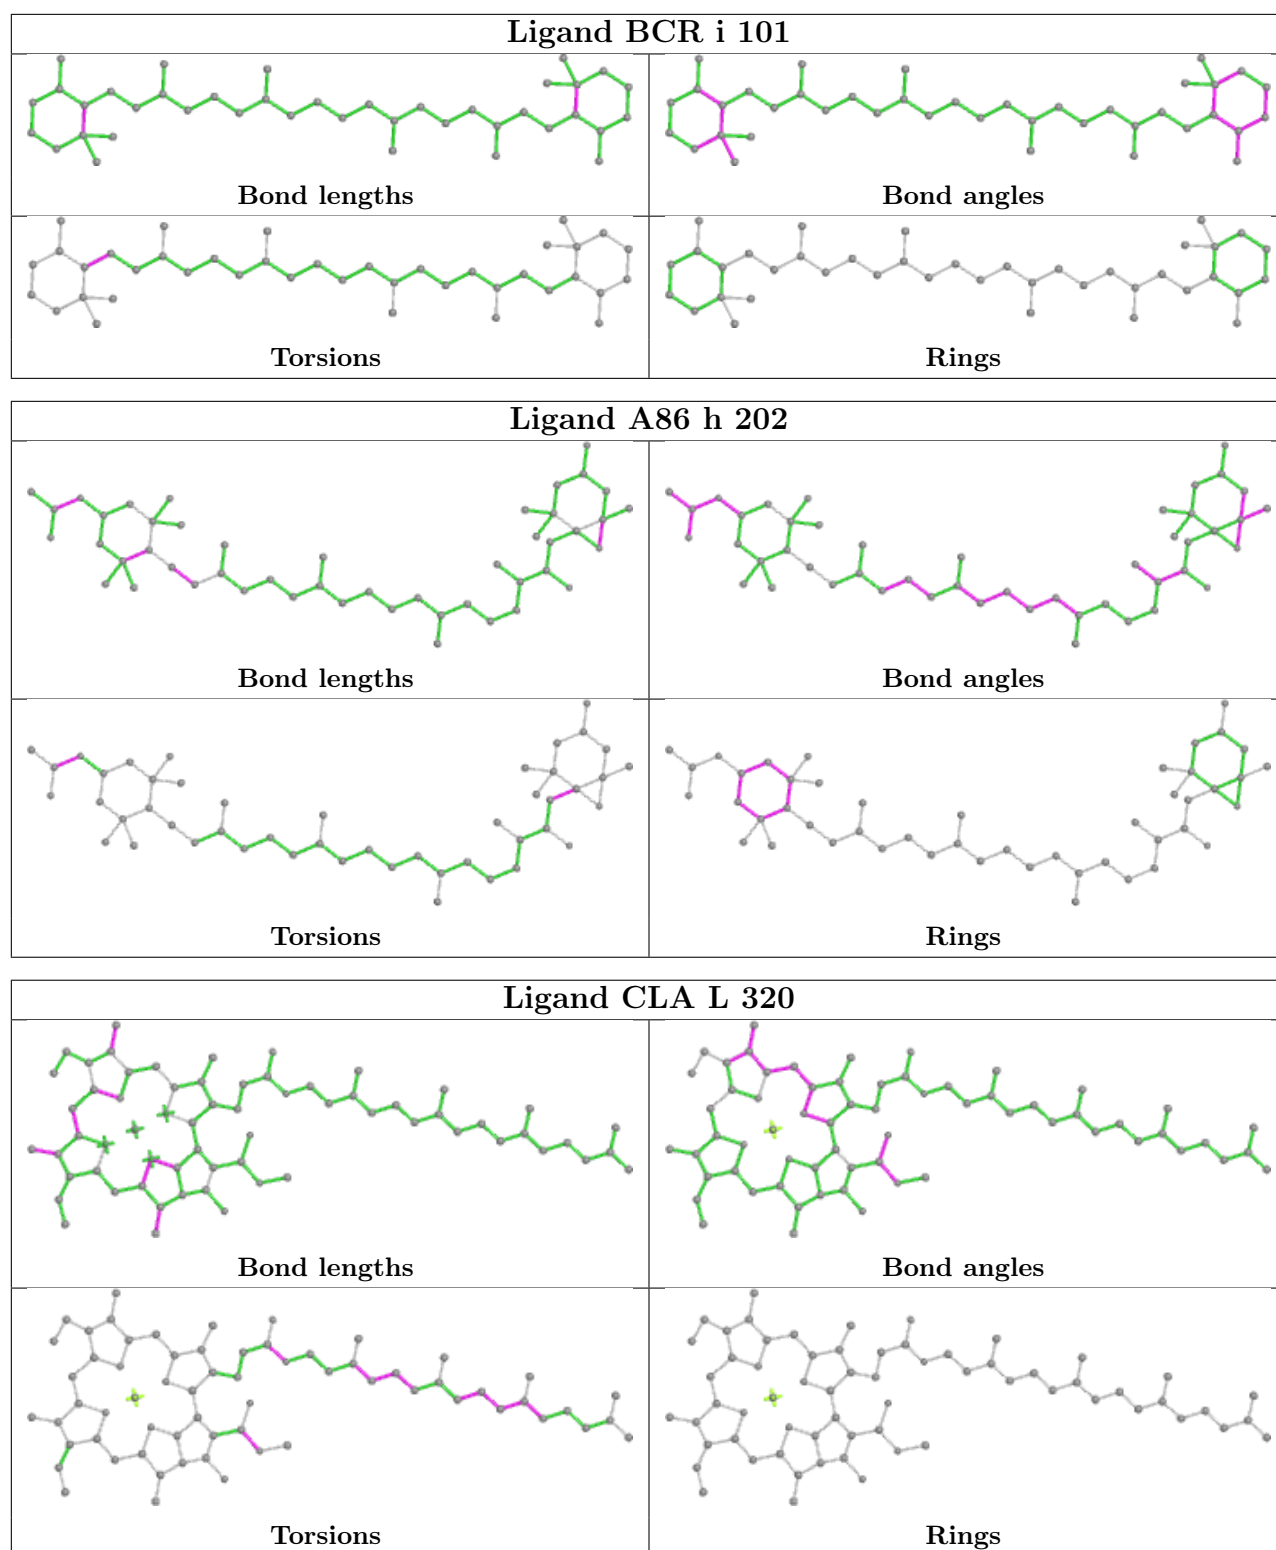 Ligand BCR i 101
Bond lengths
Bond angles
Torsions
Rings
Ligand A86 h 202
Bond lengths
Bond angles
Torsions
Rings
Ligand CLA L 320
Bond lengths
Bond angles
Torsions
Rings